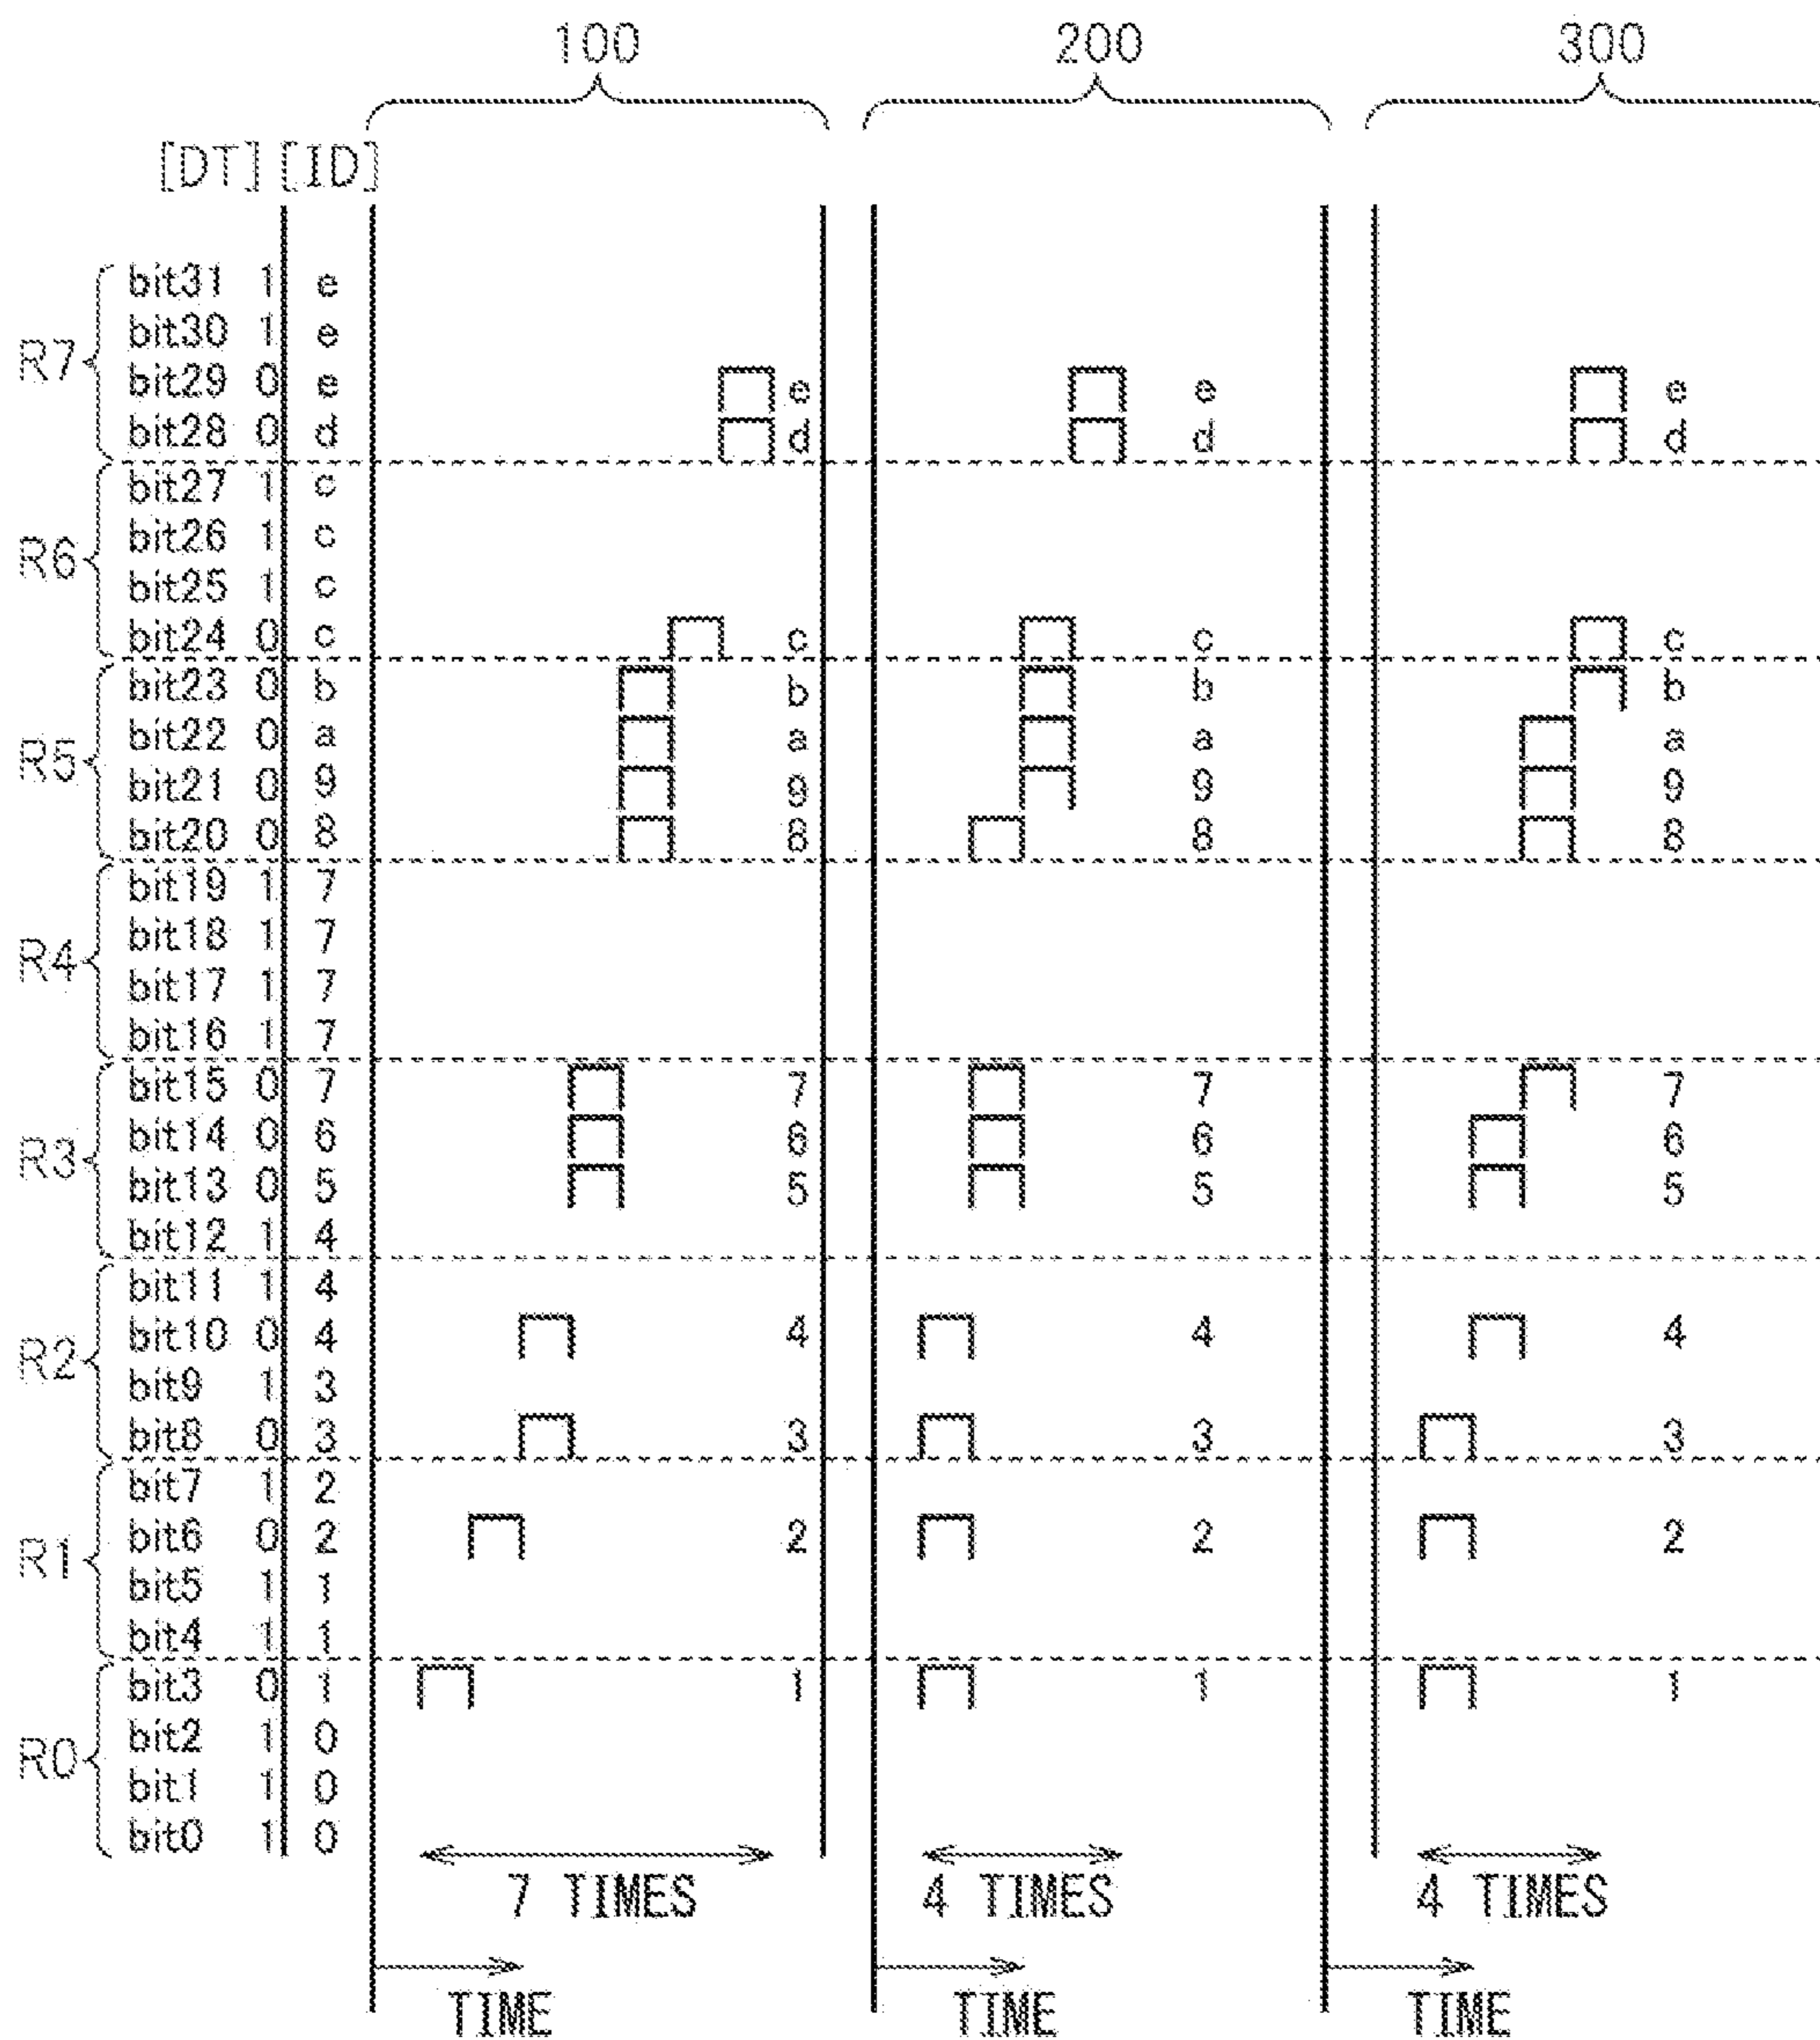 100 200 300
[DT] [ID]
bit31 1 e
bit30 1 e
R7 bit29 0 e e e e
bit28 0 d d d d
bit27 1 c
bit26 1 c
R6 bit25 1 c
bit24 0 c c c c
bit23 0 b b b b
bit22 0 a a a a
R5 bit21 0 9 9 9 9
bit20 0 8 8 8 8
bit19 1 7
bit18 1 7
R4 bit17 1 7
bit16 1 7
bit15 0 7 7 7 7
bit14 0 6 6 6 6
R3 bit13 0 5 5 5 5
bit12 1 4
bit11 1 4
bit10 0 4 4 4 4
R2 bit9 1 3
bit8 0 3 3 3 3
bit7 1 2
bit6 0 2 2 2 2
R1 bit5 1 1
bit4 1 1
bit3 0 1 1 1 1
bit2 1 0
R0 bit1 1 0
bit0 1 0
7 TIMES 4 TIMES 4 TIMES
TIME TIME TIME